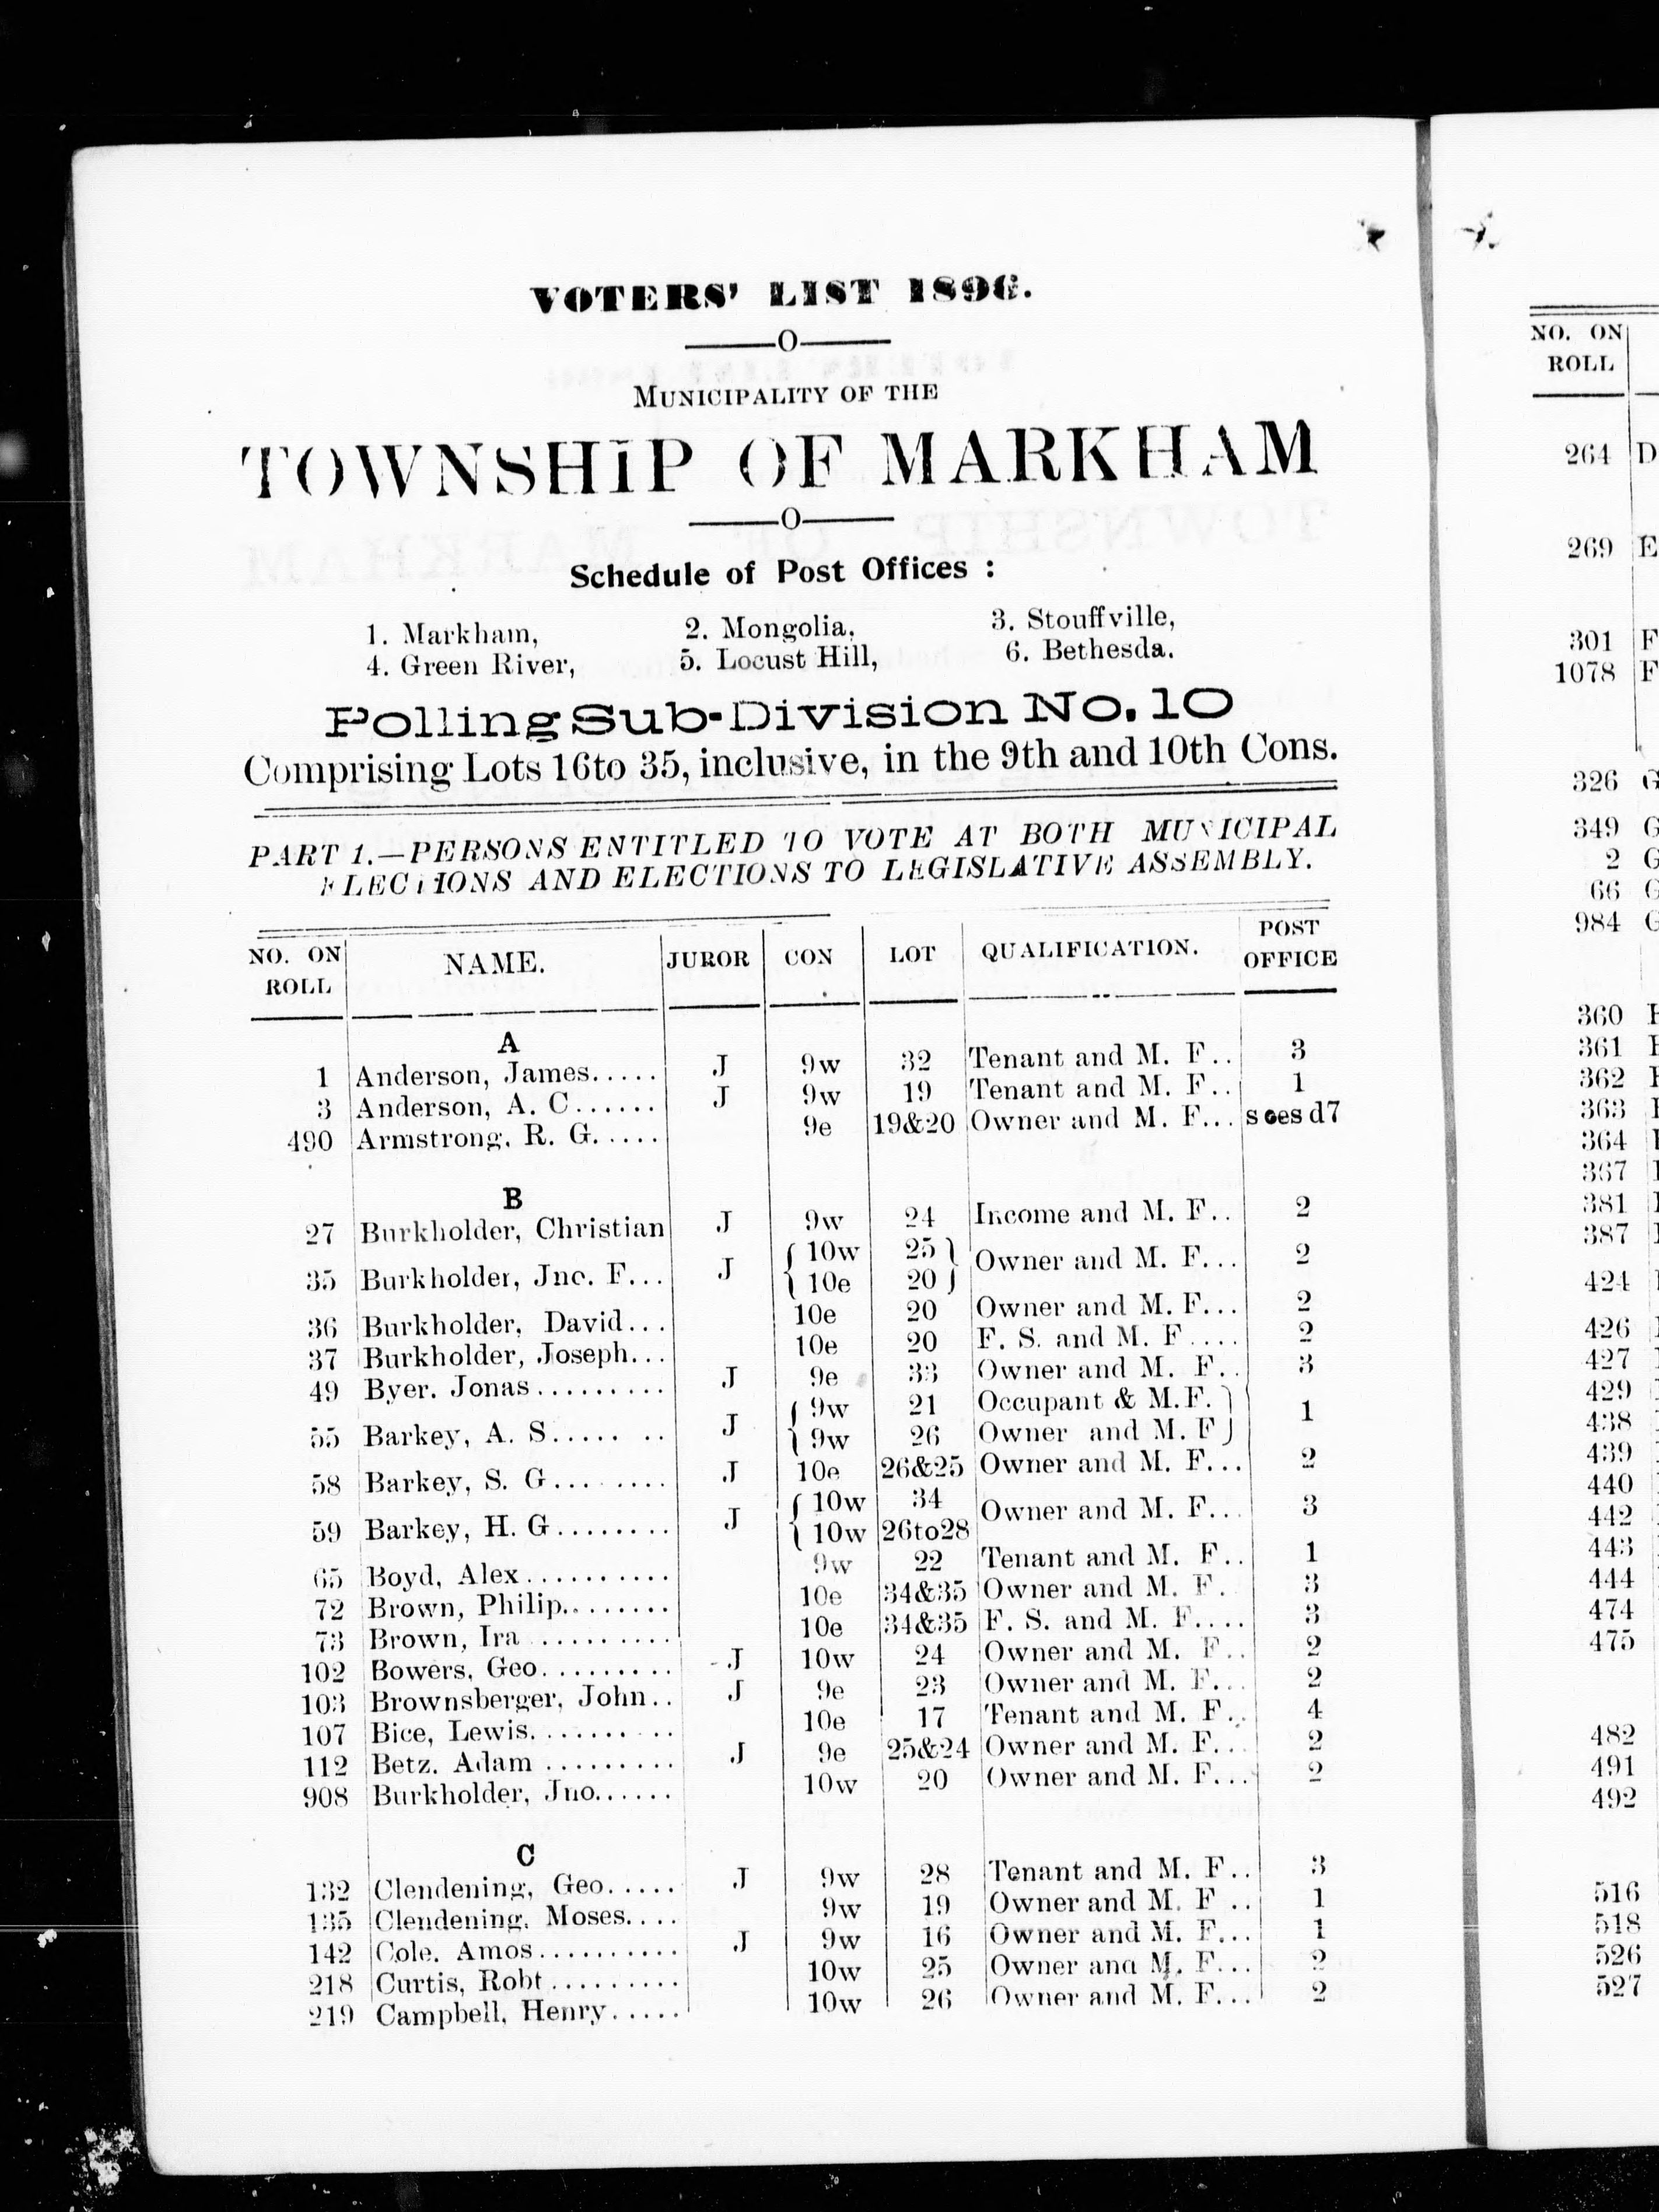 VOTERS' LIST 1896.
O
MUNICIPALITY OF THE
TOWNSHIP OF MARKHAM
O
Schedule of Post Offices :
1. Markham, 2. Mongolia, 3. Stouffville,
4. Green River, 5. Locust Hill, 6. Bethesda.
Polling Sub-Division No. 10
Comprising Lots 16 to 35, inclusive, in the 9th and 10th Cons.
PART 1.—PERSONS ENTITLED TO VOTE AT BOTH MUNICIPAL
ELECTIONS AND ELECTIONS TO LEGISLATIVE ASSEMBLY.
NO. ON ROLL NAME. JUROR CON LOT QUALIFICATION. POST OFFICE
A
1 Anderson, James..... J 9w 32 Tenant and M. F.. 3
3 Anderson, A. C...... J 9w 19 Tenant and M. F.. 1
490 Armstrong, R. G..... 9e 19&20 Owner and M. F...
B
27 Burkholder, Christian J 9w 24 Income and M. F.. 2
35 Burkholder, Jno. F... J { 10w 25 } Owner and M. F... 2
{ 10e 20 }
36 Burkholder, David... 10e 20 Owner and M. F... 2
37 Burkholder, Joseph... 10e 20 F. S. and M. F.... 2
49 Byer. Jonas......... J 9e 33 Owner and M. F.. 3
55 Barkey, A. S..... .. J { 9w 21 Occupant & M.F. } 1
{ 9w 26 Owner and M. F }
58 Barkey, S. G........ J 10e 26&25 Owner and M. F... 2
59 Barkey, H. G........ J { 10w 34 Owner and M. F... 3
{ 10w 26to28
65 Boyd, Alex.......... 9w 22 Tenant and M. F.. 1
72 Brown, Philip........ 10e 34&35 Owner and M. F. 3
73 Brown, Ira .......... 10e 34&35 F. S. and M. F.... 3
102 Bowers, Geo......... J 10w 24 Owner and M. F.. 2
103 Brownsberger, John.. J 9e 23 Owner and M. F... 2
107 Bice, Lewis.......... 10e 17 Tenant and M. F.. 4
112 Betz. Adam ......... J 9e 25&24 Owner and M. F... 2
908 Burkholder, Jno...... 10w 20 Owner and M. F... 2
C
132 Clendening, Geo..... J 9w 28 Tenant and M. F.. 3
135 Clendening, Moses.... 9w 19 Owner and M. F .. 1
142 Cole. Amos.......... J 9w 16 Owner and M. F... 1
218 Curtis, Robt......... 10w 25 Owner and M. F... 2
219 Campbell, Henry..... 10w 26 Owner and M. F... 2
NO. ON
ROLL
264 D
269 E
301 F
1078 F
326 G
349 G
2 G
66 G
984 G
360
361
362
363
364
367
381
387
424
426
427
429
438
439
440
442
443
444
474
475
482
491
492
516
518
526
527